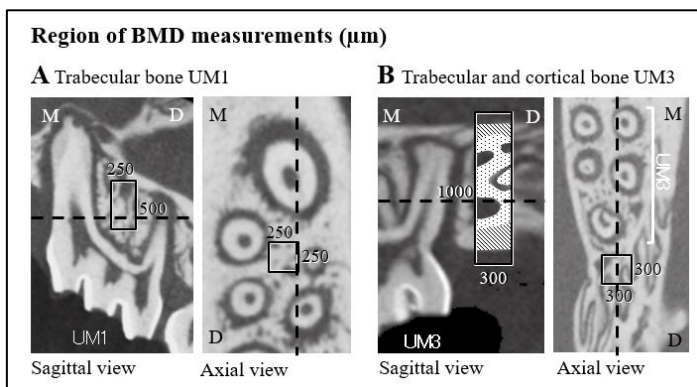 Region of BMD measurements (µm)
A Trabecular bone UM1
B Trabecular and cortical bone UM3
M
D
250
500
UM1
M
250
250
D
M
D
1000
300
UM3
M
UM3
300
300
D
Sagittal view
Axial view
Sagittal view
Axial view